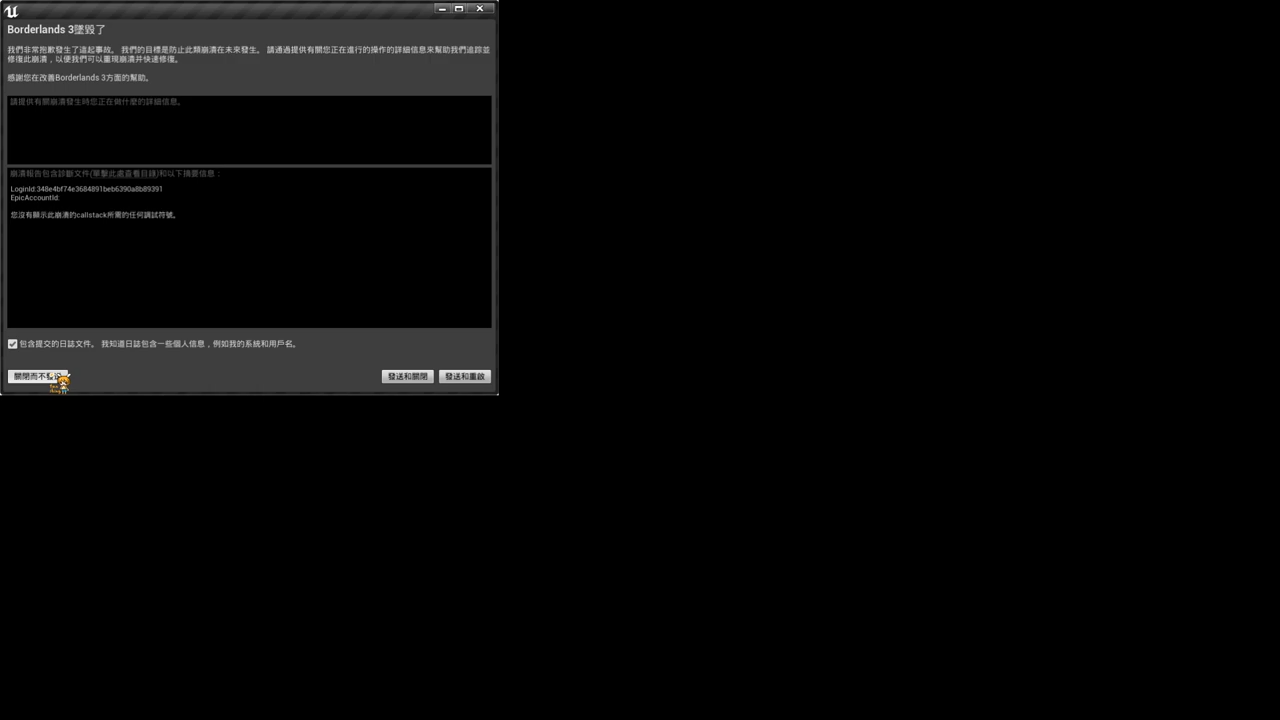 Borderlands 3墜毀了
我們非常抱歉發生了這起事故。 我們的目標是防止此類崩潰在未來發生。 請通過提供有關您正在進行的操作的詳細信息來幫助我們追踪並
修復此崩潰，以便我們可以重現崩潰并快速修復。
感謝您在改善Borderlands 3方面的幫助。
請提供有關崩潰發生時您正在做什麼的詳細信息。
崩潰報告包含診斷文件(單擊此處查看目錄)和以下摘要信息：
LoginId:348e4bf74e3684891beb6390a8b89391
EpicAccountId:
您沒有顯示此崩潰的callstack所需的任何調試符號。
包含提交的日誌文件。 我知道日誌包含一些個人信息，例如我的系統和用戶名。
關閉而不發送
發送和關閉
發送和重啟